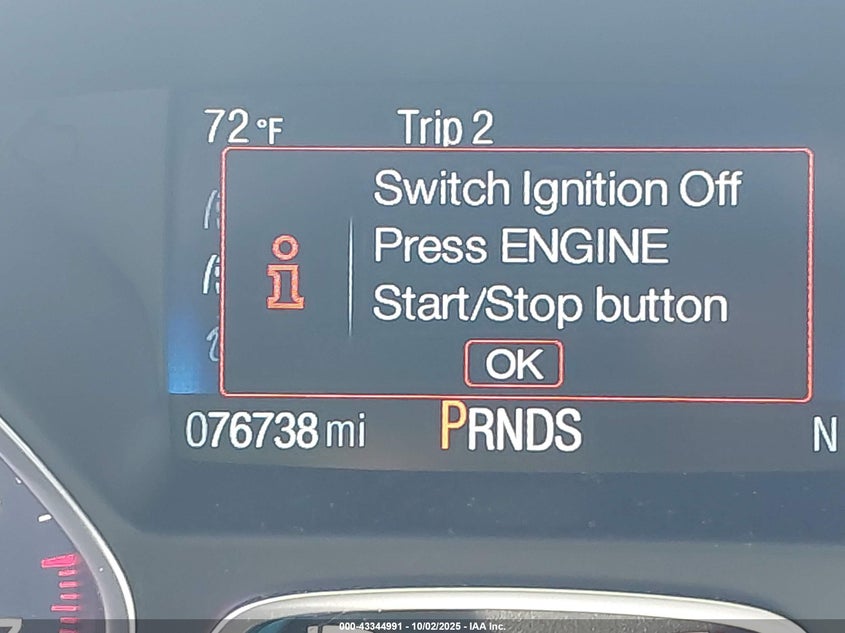 72 °F Trip 2
Switch Ignition Off
Press ENGINE
Start/Stop button
OK
076738 mi PRNDS N
000-43344991 - 10/02/2025 - IAA Inc.